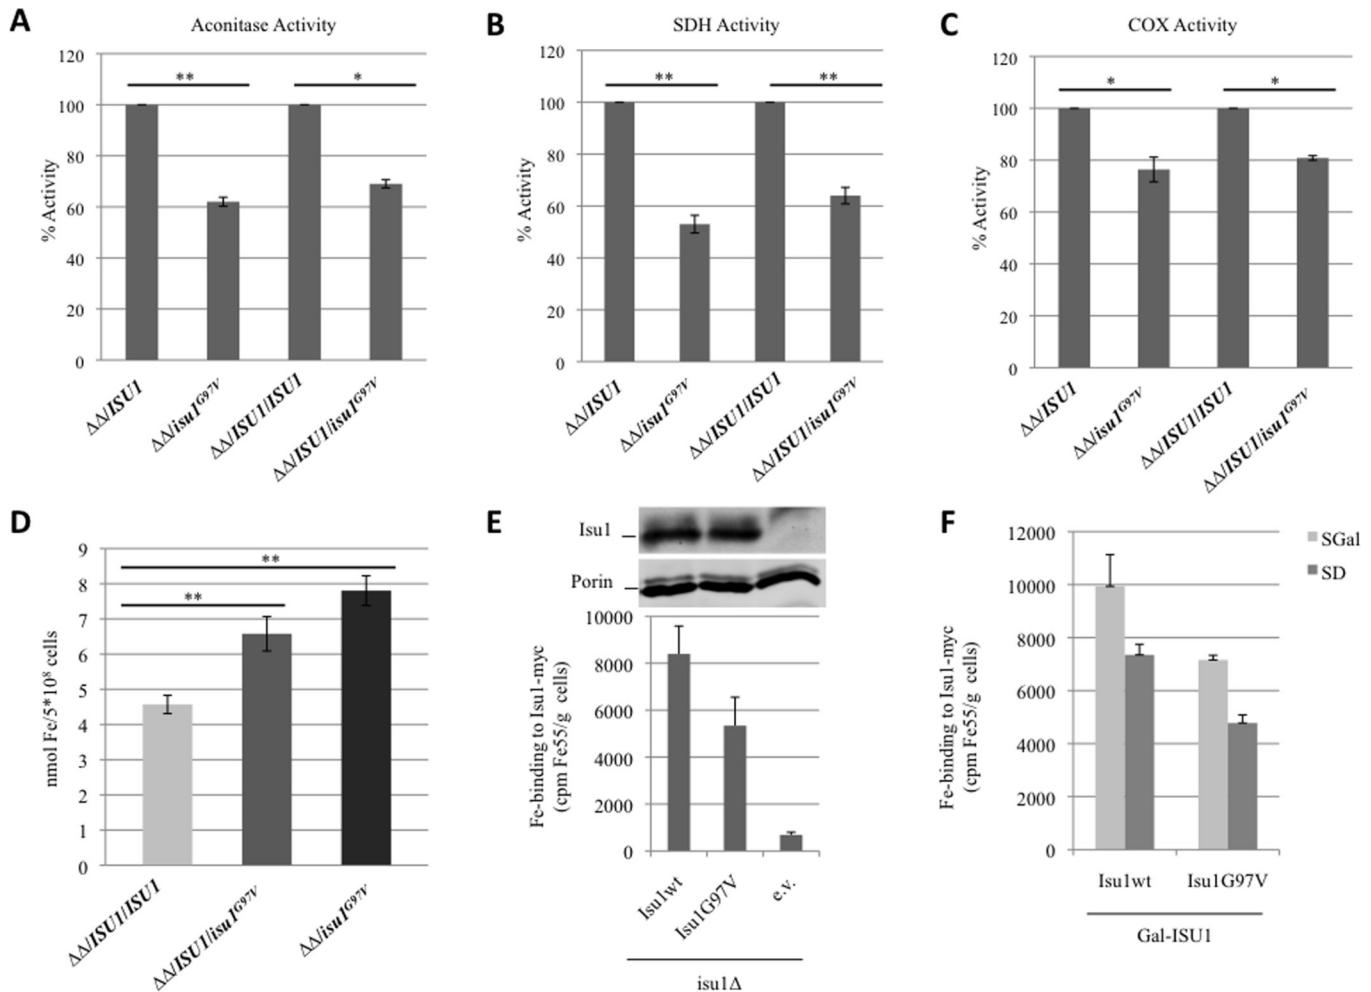 A
Aconitase Activity
120
100
80
60
40
20
0
% Activity
**
*
ΔΔ/ISU1
ΔΔ/isu1G97V
ΔΔ/ISU1/ISU1
ΔΔ/ISU1/isu1G97V
B
SDH Activity
120
100
80
60
40
20
0
% Activity
**
**
ΔΔ/ISU1
ΔΔ/isu1G97V
ΔΔ/ISU1/ISU1
ΔΔ/ISU1/isu1G97V
C
COX Activity
120
100
80
60
40
20
0
% Activity
*
*
ΔΔ/ISU1
ΔΔ/isu1G97V
ΔΔ/ISU1/ISU1
ΔΔ/ISU1/isu1G97V
D
9
8
7
6
5
4
3
2
1
0
nmol Fe/5*10⁸ cells
**
**
ΔΔ/ISU1/ISU1
ΔΔ/ISU1/isu1G97V
ΔΔ/isu1G97V
E
Isu1
Porin
10000
8000
6000
4000
2000
0
Fe-binding to Isu1-myc
(cpm Fe55/g cells)
Isu1wt
Isu1G97V
e.v.
isu1Δ
F
12000
10000
8000
6000
4000
2000
0
Fe-binding to Isu1-myc
(cpm Fe55/g cells)
SGal
SD
Isu1wt
Isu1G97V
Gal-ISU1